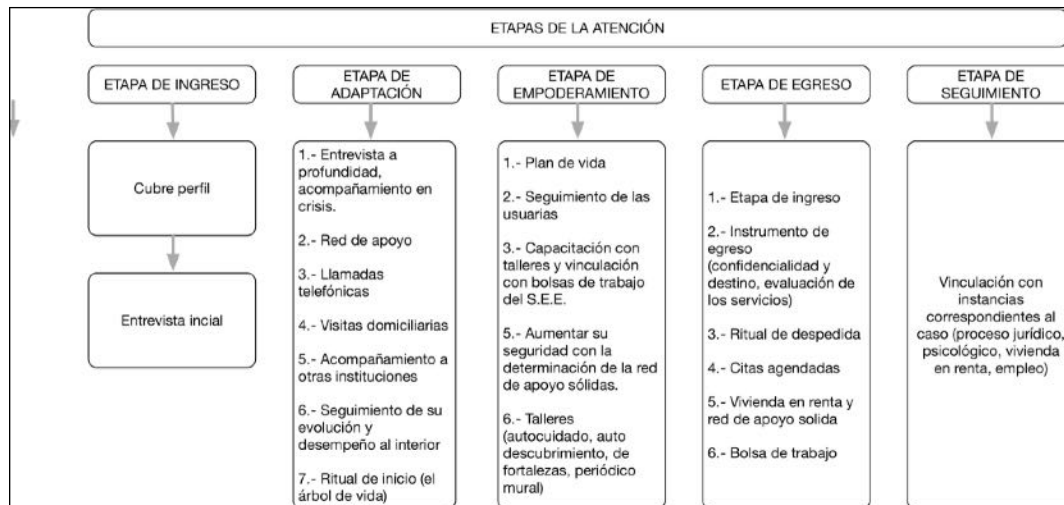 ETAPAS DE LA ATENCIÓN
ETAPA DE INGRESO
Cubre perfil
Entrevista incial
ETAPA DE
ADAPTACIÓN
1.- Entrevista a
profundidad,
acompañamiento en
crisis.
2.- Red de apoyo
3.- Llamadas
telefónicas
4.- Visitas domiciliarias
5.- Acompañamiento a
otras instituciones
6.- Seguimiento de su
evolución y
desempeño al interior
7.- Ritual de inicio (el
árbol de vida)
ETAPA DE
EMPODERAMIENTO
1.- Plan de vida
2.- Seguimiento de las
usuarias
3.- Capacitación con
talleres y vinculación
con bolsas de trabajo
del S.E.E.
5.- Aumentar su
seguridad con la
determinación de la red
de apoyo sólidas.
6.- Talleres
(autocuidado, auto
descubrimiento, de
fortalezas, periódico
mural)
ETAPA DE EGRESO
1.- Etapa de ingreso
2.- Instrumento de
egreso
(confidencialidad y
destino, evaluación de
los servicios)
3.- Ritual de despedida
4.- Citas agendadas
5.- Vivienda en renta y
red de apoyo solida
6.- Bolsa de trabajo
ETAPA DE
SEGUIMIENTO
Vinculación con
instancias
correspondientes al
caso (proceso jurídico,
psicológico, vivienda
en renta, empleo)